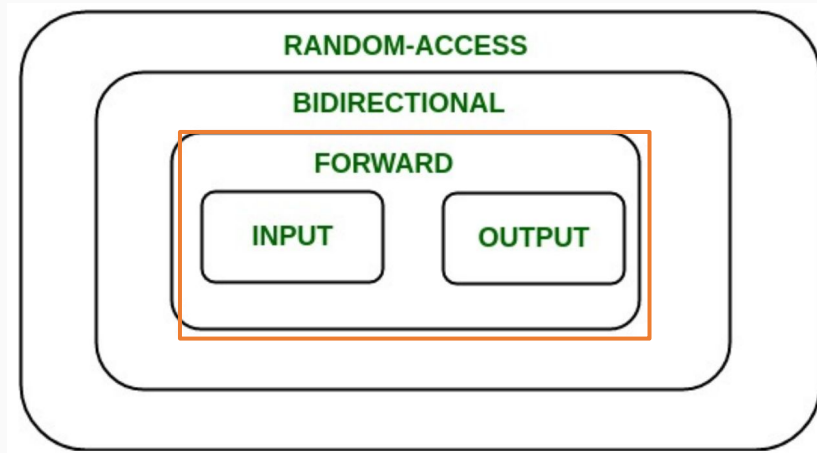 RANDOM-ACCESS
BIDIRECTIONAL
FORWARD
INPUT OUTPUT